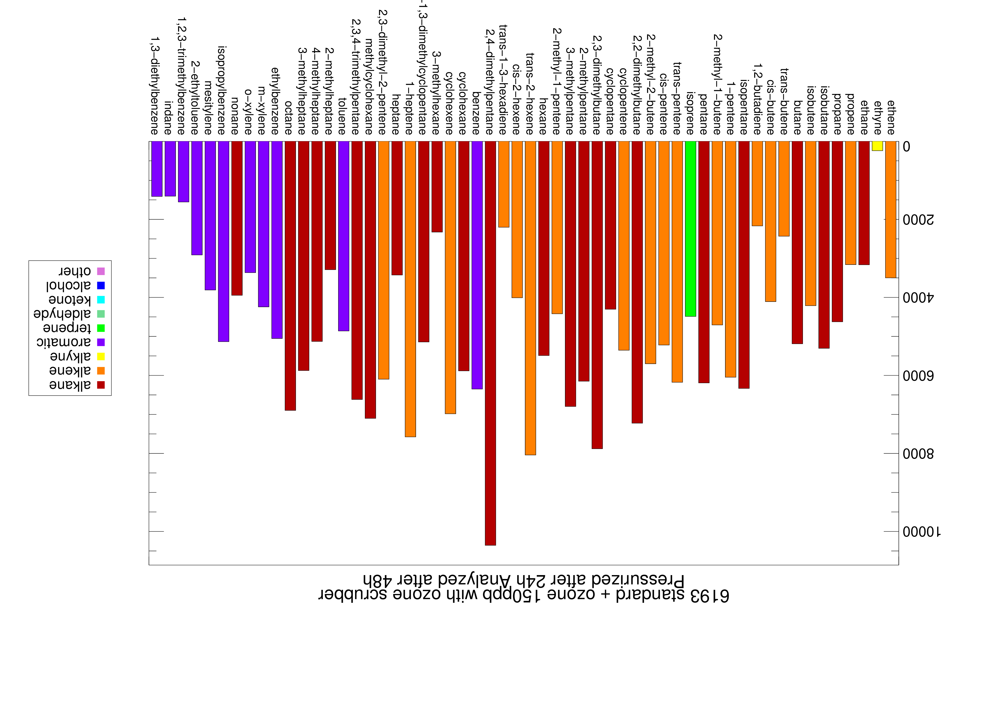 6193 standard + ozone 150ppb with ozone scrubber
Pressurized after 24h Analyzed after 48h
10000
8000
6000
4000
2000
0
ethene
ethyne
ethane
propene
propane
isobutane
isobutene
butane
trans-butene
cis-butene
1,2-butadiene
isopentane
1-pentene
2-methyl-1-butene
pentane
isoprene
trans-pentene
cis-pentene
2-methyl-2-butene
2,2-dimethylbutane
cyclopentene
cyclopentane
2,3-dimethylbutane
2-methylpentane
3-methylpentane
2-methyl-1-pentene
hexane
trans-2-hexene
cis-2-hexene
trans-1-3-hexadiene
2,4-dimethylpentane
benzene
cyclohexane
cyclohexene
3-methylhexane
-1,3-dimethylcyclopentane
1-heptene
heptane
2,3-dimethyl-2-pentene
methylcyclohexane
2,3,4-trimethylpentane
toluene
2-methylheptane
4-methylheptane
3-methylheptane
octane
ethylbenzene
m-xylene
o-xylene
nonane
isopropylbenzene
mesitylene
2-ethyltoluene
1,2,3-trimethylbenzene
indane
1,3-diethylbenzene
alkane
alkene
alkyne
aromatic
terpene
aldehyde
ketone
alcohol
other